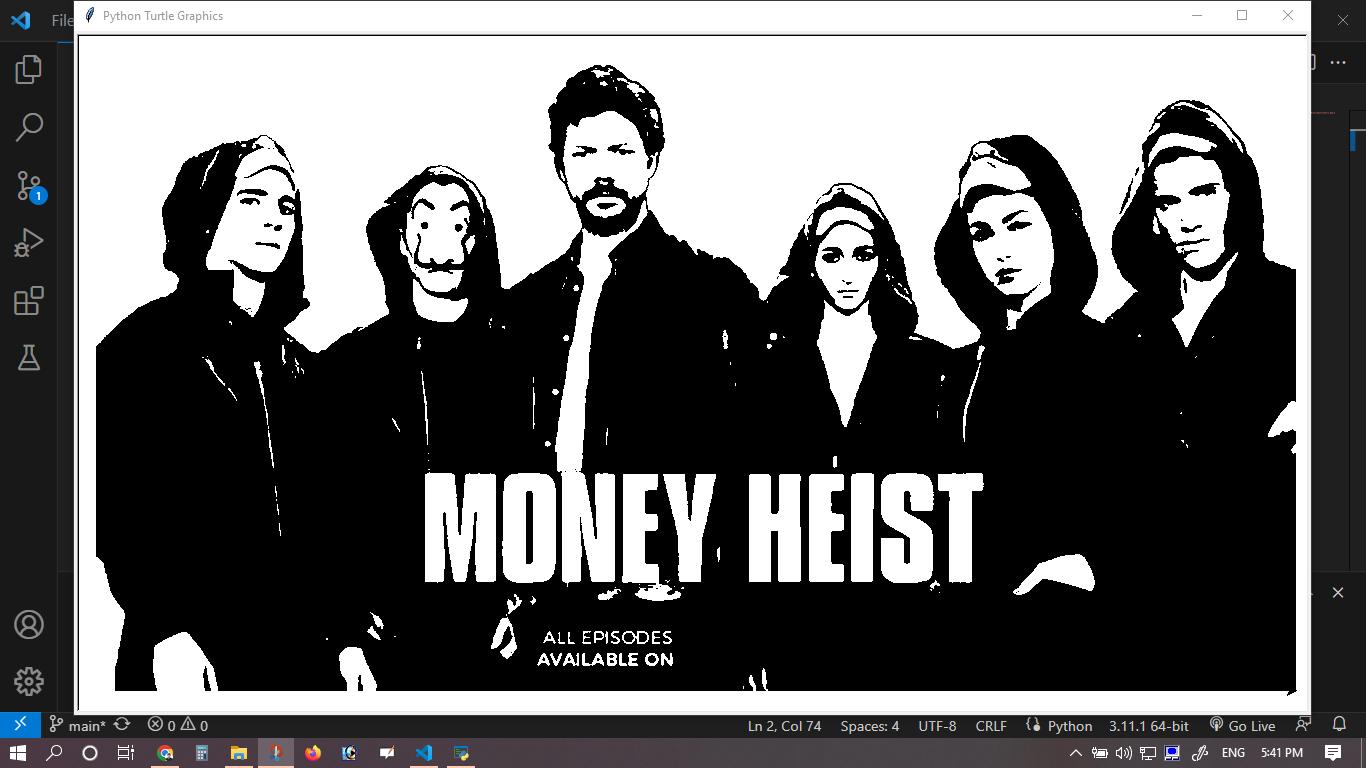 File
Python Turtle Graphics
MONEY HEIST
ALL EPISODES
AVAILABLE ON
1
main* 0 0 Ln 2, Col 74 Spaces: 4 UTF-8 CRLF Python 3.11.1 64-bit Go Live
ENG 5:41 PM